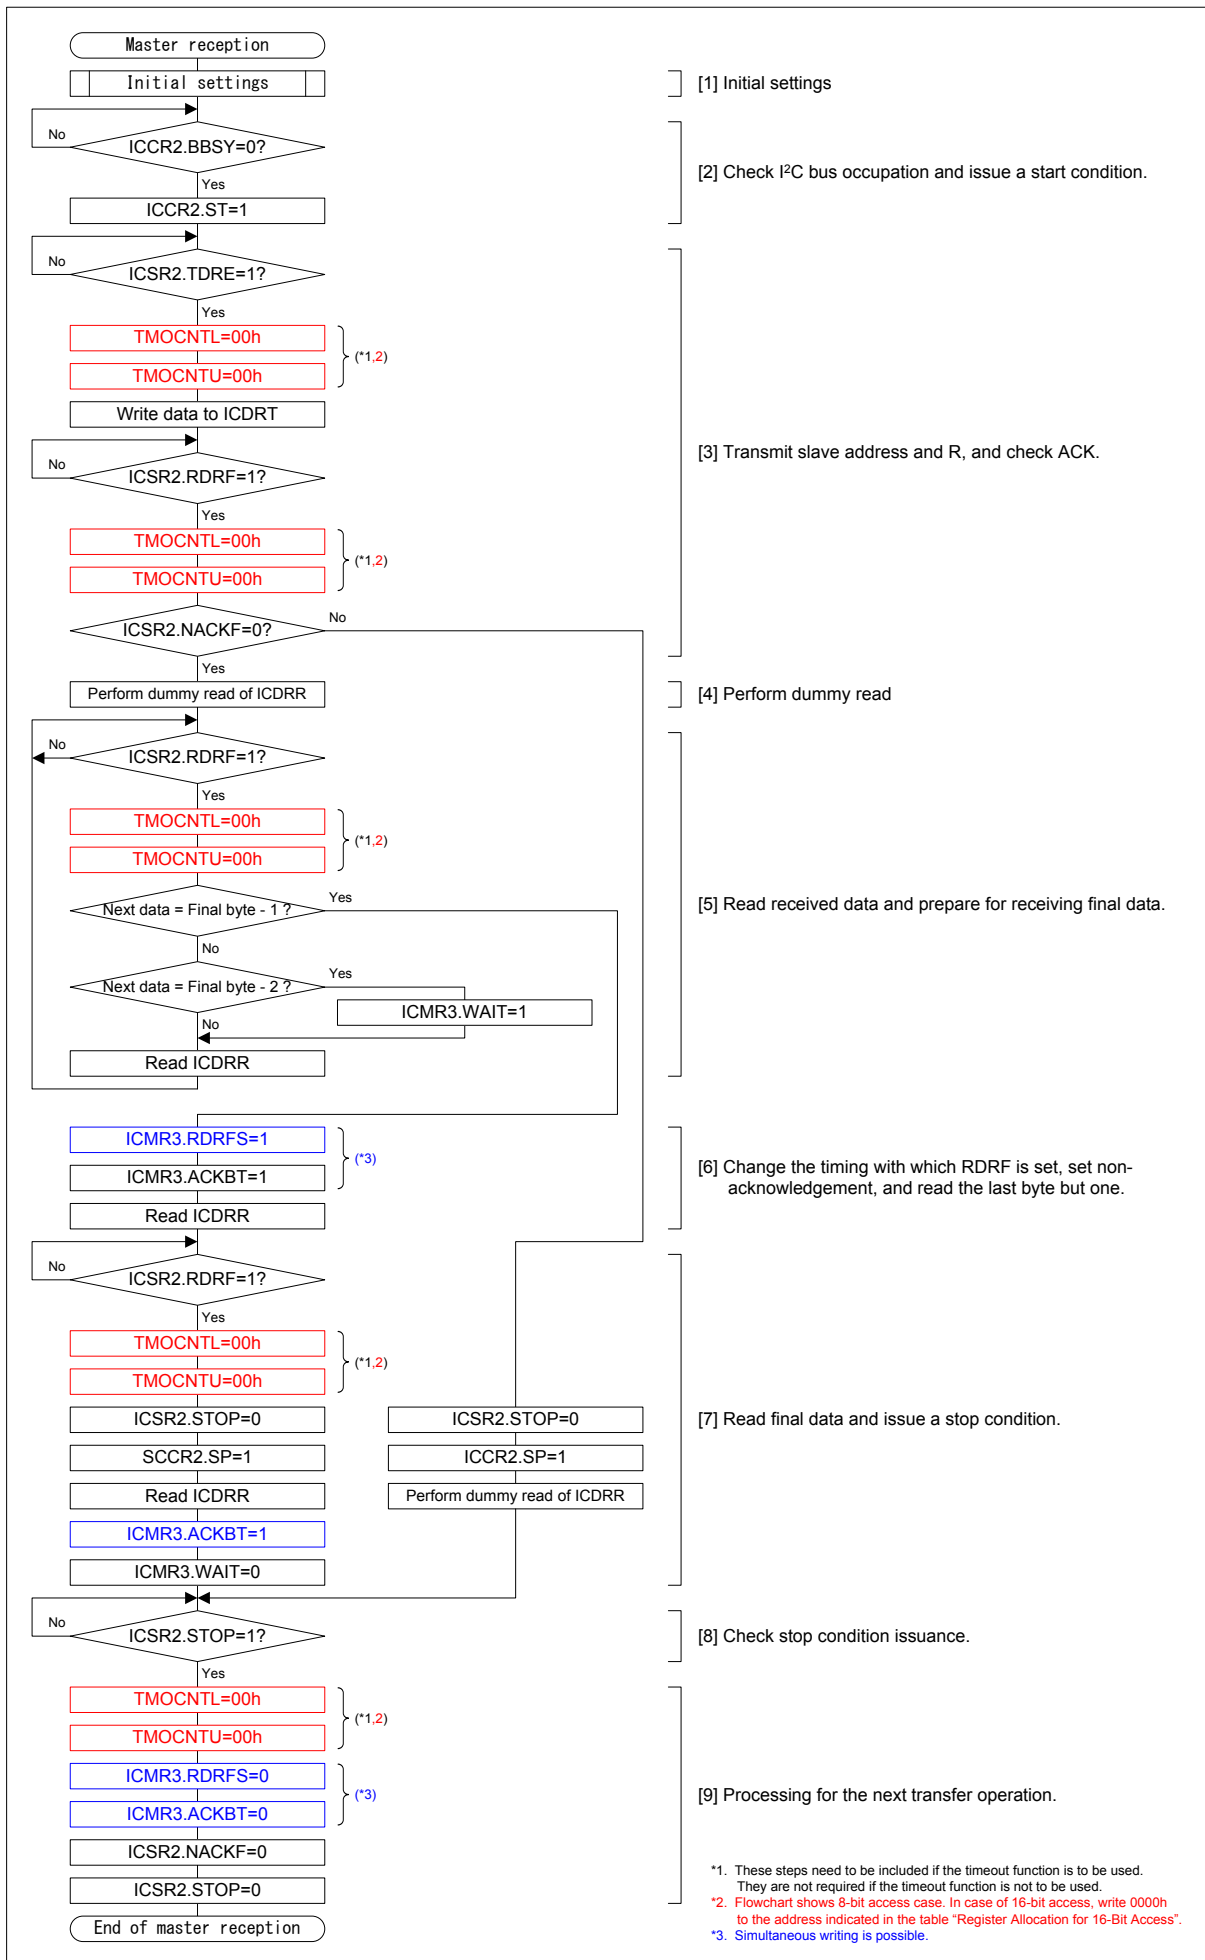 Master reception
Initial settings
[1] Initial settings
No
ICCR2.BBSY=0?
Yes
[2] Check I²C bus occupation and issue a start condition.
ICCR2.ST=1
No
ICSR2.TDRE=1?
Yes
TMOCNTL=00h
(*1,2)
TMOCNTU=00h
Write data to ICDRT
[3] Transmit slave address and R, and check ACK.
No
ICSR2.RDRF=1?
Yes
TMOCNTL=00h
(*1,2)
TMOCNTU=00h
No
ICSR2.NACKF=0?
Yes
Perform dummy read of ICDRR
[4] Perform dummy read
No
ICSR2.RDRF=1?
Yes
TMOCNTL=00h
(*1,2)
TMOCNTU=00h
Yes
Next data = Final byte - 1 ?
[5] Read received data and prepare for receiving final data.
No
Yes
Next data = Final byte - 2 ?
ICMR3.WAIT=1
No
Read ICDRR
ICMR3.RDRFS=1
(*3)
ICMR3.ACKBT=1
[6] Change the timing with which RDRF is set, set non-
acknowledgement, and read the last byte but one.
Read ICDRR
No
ICSR2.RDRF=1?
Yes
TMOCNTL=00h
(*1,2)
TMOCNTU=00h
ICSR2.STOP=0
ICSR2.STOP=0
[7] Read final data and issue a stop condition.
SCCR2.SP=1
ICCR2.SP=1
Read ICDRR
Perform dummy read of ICDRR
ICMR3.ACKBT=1
ICMR3.WAIT=0
No
ICSR2.STOP=1?
[8] Check stop condition issuance.
Yes
TMOCNTL=00h
(*1,2)
TMOCNTU=00h
ICMR3.RDRFS=0
(*3)
ICMR3.ACKBT=0
[9] Processing for the next transfer operation.
ICSR2.NACKF=0
ICSR2.STOP=0
End of master reception
*1. These steps need to be included if the timeout function is to be used.
They are not required if the timeout function is not to be used.
*2. Flowchart shows 8-bit access case. In case of 16-bit access, write 0000h
to the address indicated in the table “Register Allocation for 16-Bit Access”.
*3. Simultaneous writing is possible.